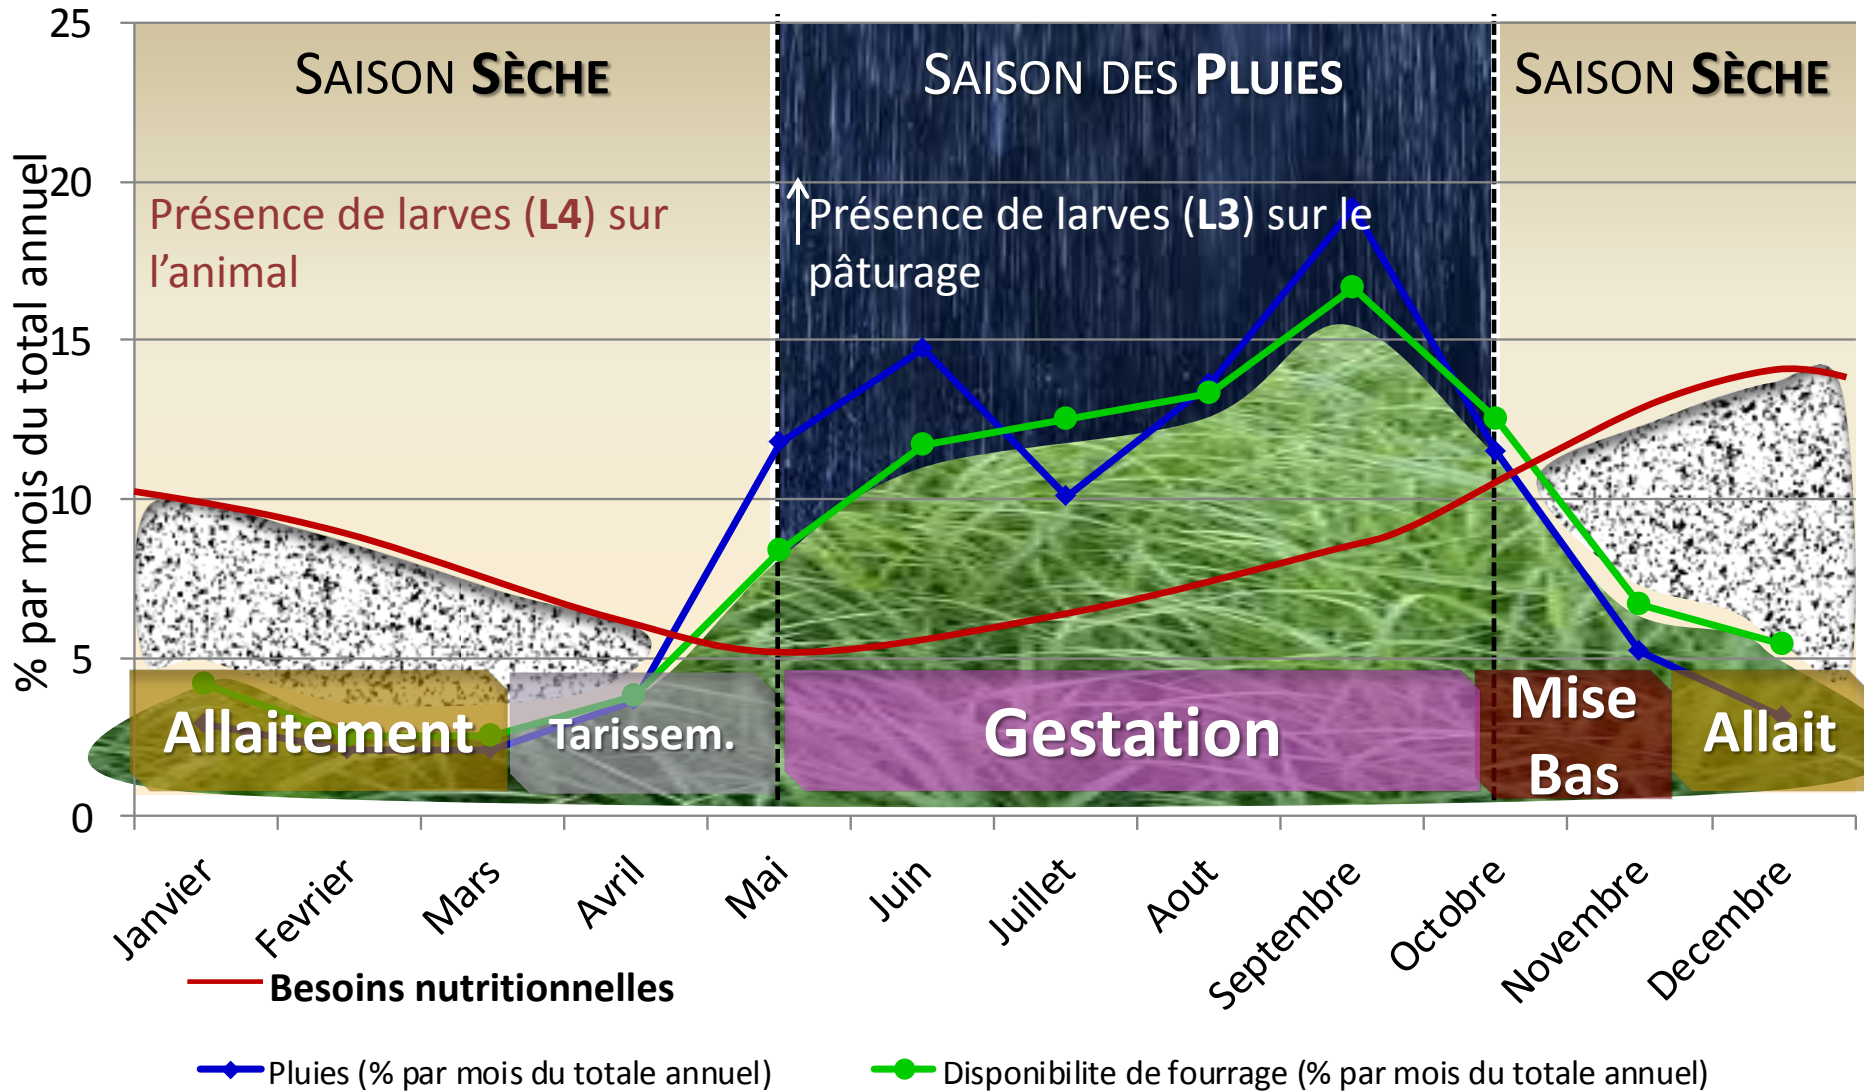 % par mois du total annuel
25
20
15
10
5
0
SAISON SÈCHE
SAISON DES PLUIES
SAISON SÈCHE
Présence de larves (L4) sur
l'animal
Présence de larves (L3) sur le
pâturage
Allaitement
Tarissem.
Gestation
Mise
Bas
Allait
Janvier
Fevrier
Mars
Avril
Mai
Juin
Juillet
Aout
Septembre
Octobre
Novembre
Decembre
Besoins nutritionnelles
Pluies (% par mois du totale annuel)
Disponibilite de fourrage (% par mois du totale annuel)